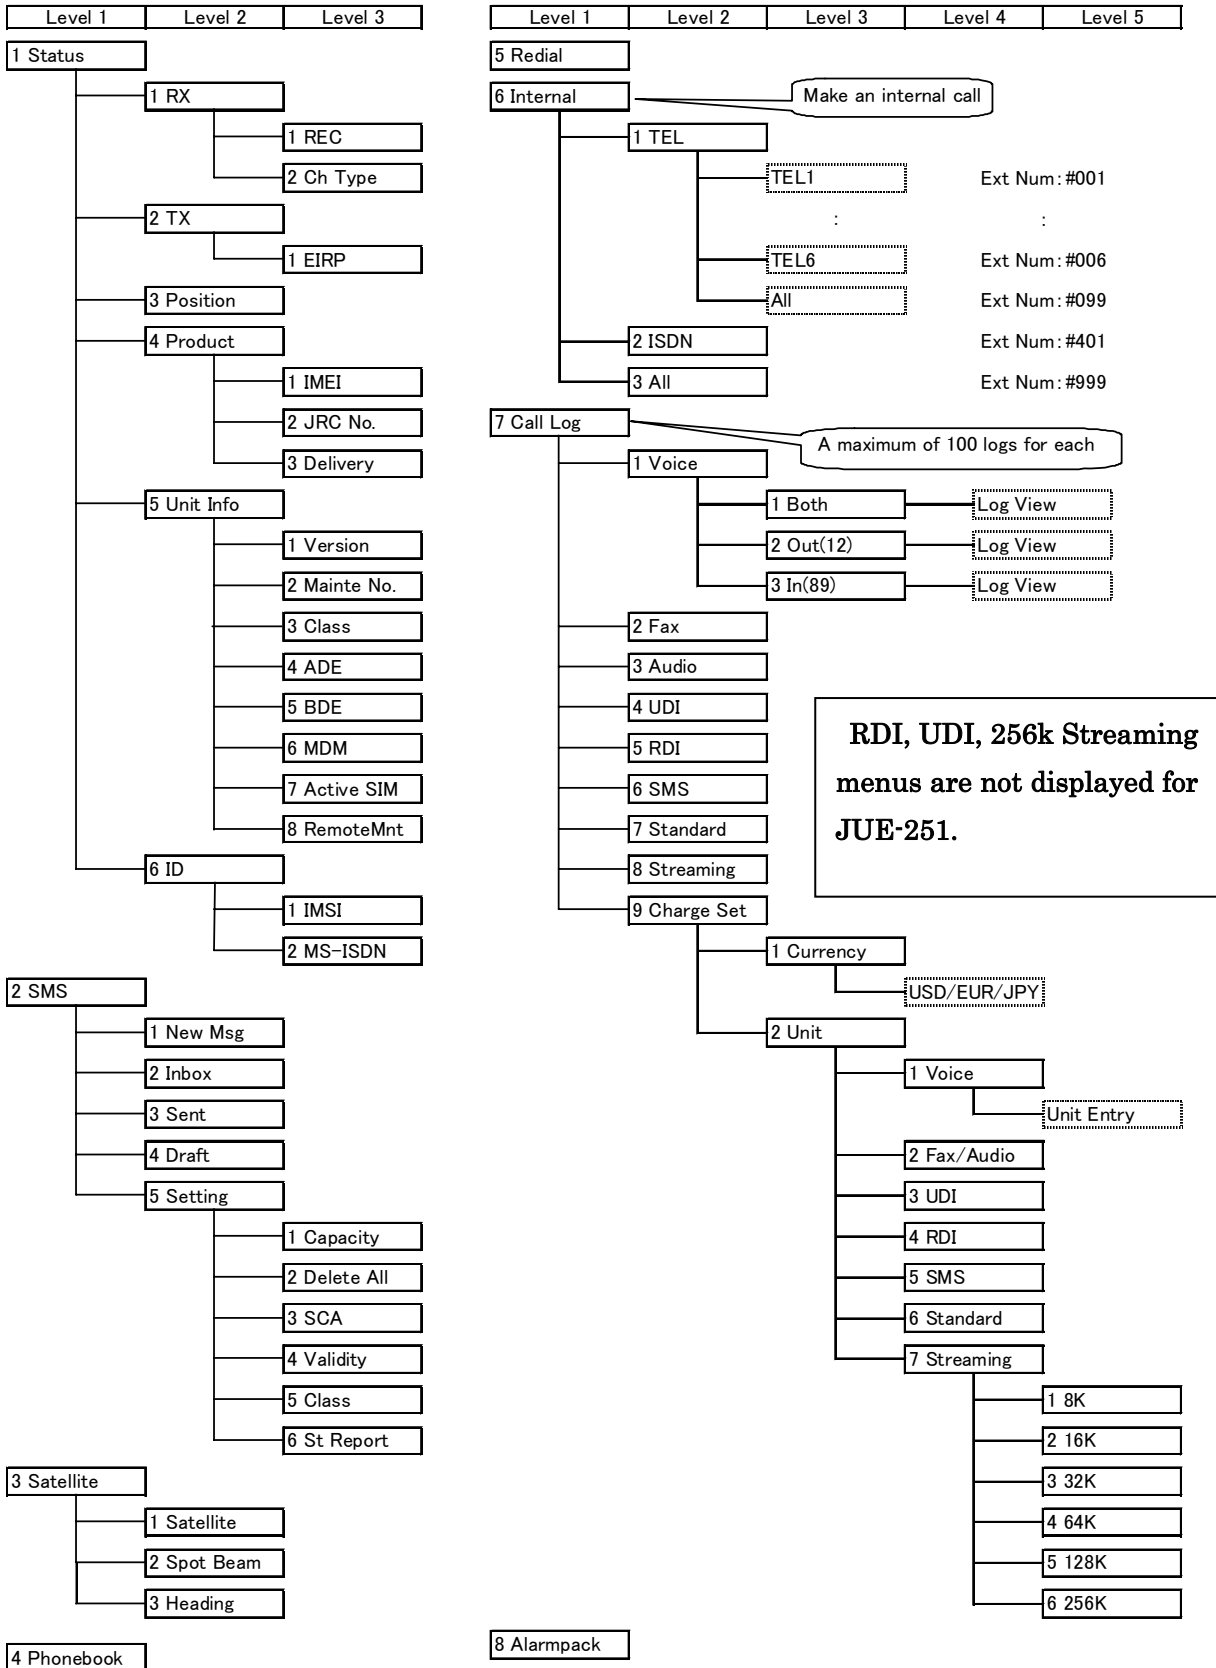 Level 1 Level 2 Level 3
1 Status
1 RX
1 REC
2 Ch Type
2 TX
1 EIRP
3 Position
4 Product
1 IMEI
2 JRC No.
3 Delivery
5 Unit Info
1 Version
2 Mainte No.
3 Class
4 ADE
5 BDE
6 MDM
7 Active SIM
8 RemoteMnt
6 ID
1 IMSI
2 MS-ISDN
2 SMS
1 New Msg
2 Inbox
3 Sent
4 Draft
5 Setting
1 Capacity
2 Delete All
3 SCA
4 Validity
5 Class
6 St Report
3 Satellite
1 Satellite
2 Spot Beam
3 Heading
4 Phonebook
Level 1 Level 2 Level 3 Level 4 Level 5
5 Redial
6 Internal Make an internal call
1 TEL
TEL1 Ext Num:#001
: :
TEL6 Ext Num:#006
All Ext Num:#099
2 ISDN Ext Num:#401
3 All Ext Num:#999
7 Call Log
A maximum of 100 logs for each
1 Voice
1 Both Log View
2 Out(12) Log View
3 In(89) Log View
2 Fax
3 Audio
4 UDI
5 RDI
6 SMS
7 Standard
8 Streaming
9 Charge Set
RDI, UDI, 256k Streaming
menus are not displayed for
JUE-251.
1 Currency
USD/EUR/JPY
2 Unit
1 Voice
Unit Entry
2 Fax/Audio
3 UDI
4 RDI
5 SMS
6 Standard
7 Streaming
1 8K
2 16K
3 32K
4 64K
5 128K
6 256K
8 Alarmpack